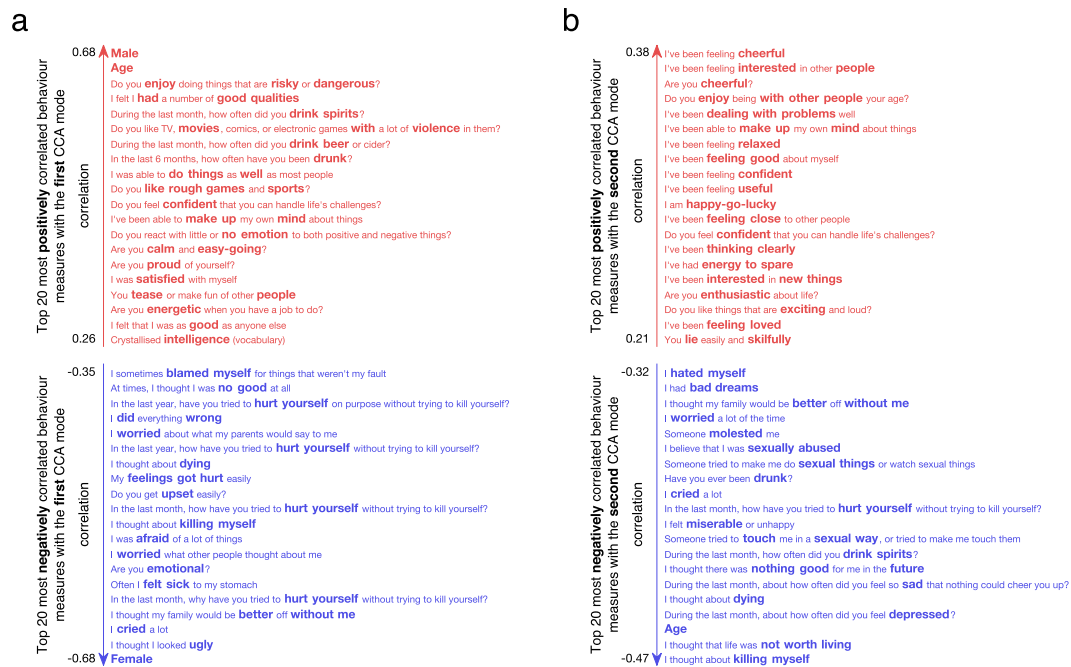 a
Top 20 most positively correlated behaviour
measures with the first CCA mode
correlation
0.68
Male
Age
Do you enjoy doing things that are risky or dangerous?
I felt I had a number of good qualities
During the last month, how often did you drink spirits?
Do you like TV, movies, comics, or electronic games with a lot of violence in them?
During the last month, how often did you drink beer or cider?
In the last 6 months, how often have you been drunk?
I was able to do things as well as most people
Do you like rough games and sports?
Do you feel confident that you can handle life's challenges?
I've been able to make up my own mind about things
Do you react with little or no emotion to both positive and negative things?
Are you calm and easy-going?
Are you proud of yourself?
I was satisfied with myself
You tease or make fun of other people
Are you energetic when you have a job to do?
I felt that I was as good as anyone else
0.26
Crystallised intelligence (vocabulary)
Top 20 most negatively correlated behaviour
measures with the first CCA mode
correlation
-0.35
I sometimes blamed myself for things that weren't my fault
At times, I thought I was no good at all
In the last year, have you tried to hurt yourself on purpose without trying to kill yourself?
I did everything wrong
I worried about what my parents would say to me
In the last year, how have you tried to hurt yourself without trying to kill yourself?
I thought about dying
My feelings got hurt easily
Do you get upset easily?
In the last month, how have you tried to hurt yourself without trying to kill yourself?
I thought about killing myself
I was afraid of a lot of things
I worried what other people thought about me
Are you emotional?
Often I felt sick to my stomach
In the last month, why have you tried to hurt yourself without trying to kill yourself?
I thought my family would be better off without me
I cried a lot
I thought I looked ugly
-0.68
Female
b
Top 20 most positively correlated behaviour
measures with the second CCA mode
correlation
0.38
I've been feeling cheerful
I've been feeling interested in other people
Are you cheerful?
Do you enjoy being with other people your age?
I've been dealing with problems well
I've been able to make up my own mind about things
I've been feeling relaxed
I've been feeling good about myself
I've been feeling confident
I've been feeling useful
I am happy-go-lucky
I've been feeling close to other people
Do you feel confident that you can handle life's challenges?
I've been thinking clearly
I've had energy to spare
I've been interested in new things
Are you enthusiastic about life?
Do you like things that are exciting and loud?
I've been feeling loved
0.21
You lie easily and skilfully
Top 20 most negatively correlated behaviour
measures with the second CCA mode
correlation
-0.32
I hated myself
I had bad dreams
I thought my family would be better off without me
I worried a lot of the time
Someone molested me
I believe that I was sexually abused
Someone tried to make me do sexual things or watch sexual things
Have you ever been drunk?
I cried a lot
In the last month, how have you tried to hurt yourself without trying to kill yourself?
I felt miserable or unhappy
Someone tried to touch me in a sexual way, or tried to make me touch them
During the last month, how often did you drink spirits?
I thought there was nothing good for me in the future
During the last month, about how often did you feel so sad that nothing could cheer you up?
I thought about dying
During the last month, about how often did you feel depressed?
Age
I thought that life was not worth living
-0.47
I thought about killing myself